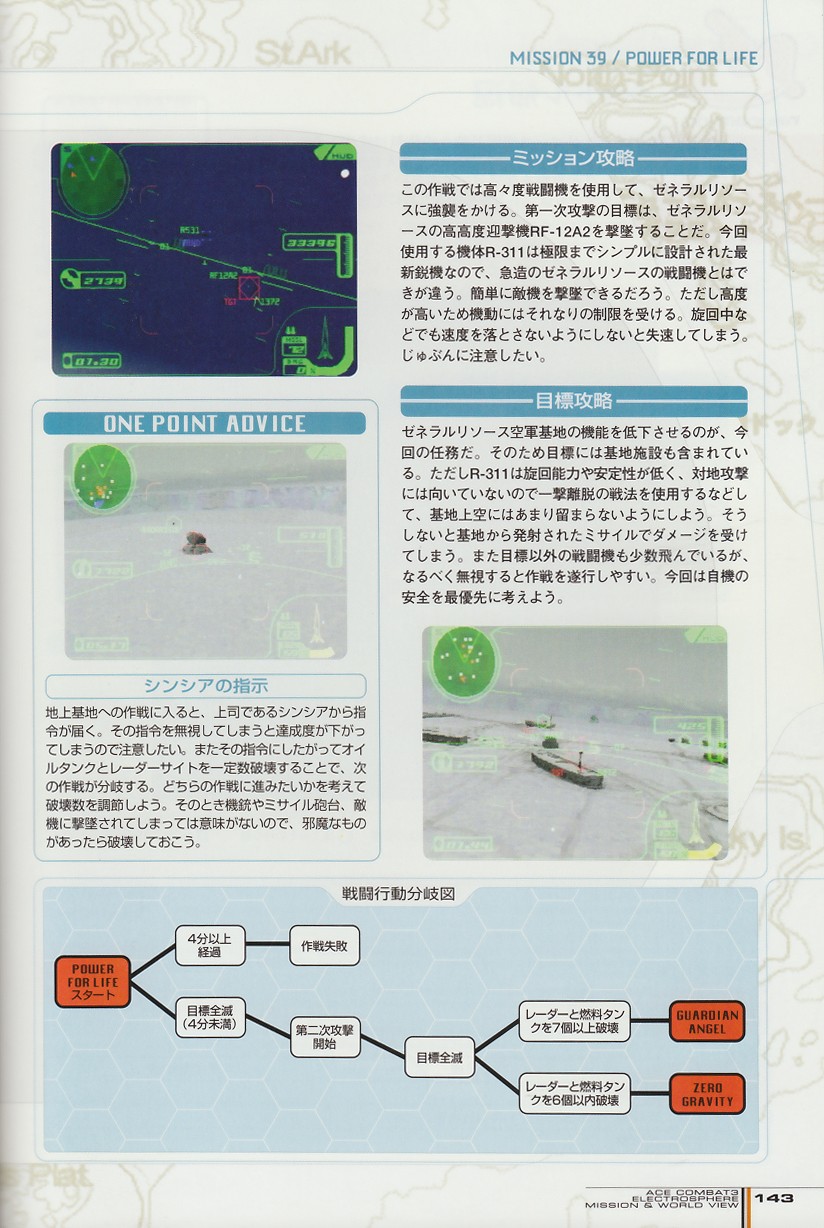 MISSION 39 / POWER FOR LIFE
St.Ark
North Point
HUD
R531
33396
RF12A2
2739
TGT
1372
07.30
ミッション攻略
この作戦では高々度戦闘機を使用して、ゼネラルリソー
スに強襲をかける。第一次攻撃の目標は、ゼネラルリソ
ースの高高度迎撃機RF-12A2を撃墜することだ。今回
使用する機体R-311は極限までシンプルに設計された最
新鋭機なので、急造のゼネラルリソースの戦闘機とはで
きが違う。簡単に敵機を撃墜できるだろう。ただし高度
が高いため機動にはそれなりの制限を受ける。旋回中な
どでも速度を落とさないようにしないと失速してしまう。
じゅぶんに注意したい。
目標攻略
ゼネラルリソース空軍基地の機能を低下させるのが、今
回の任務だ。そのため目標には基地施設も含まれてい
る。ただしR-311は旋回能力や安定性が低く、対地攻撃
には向いていないので一撃離脱の戦法を使用するなどし
て、基地上空にはあまり留まらないようにしよう。そう
しないと基地から発射されたミサイルでダメージを受け
てしまう。また目標以外の戦闘機も少数飛んでいるが、
なるべく無視すると作戦を遂行しやすい。今回は自機の
安全を最優先に考えよう。
ONE POINT ADVICE
シンシアの指示
地上基地への作戦に入ると、上司であるシンシアから指
令が届く。その指令を無視してしまうと達成度が下がっ
てしまうので注意したい。またその指令にしたがってオイ
ルタンクとレーダーサイトを一定数破壊することで、次
の作戦が分岐する。どちらの作戦に進みたいかを考えて
破壊数を調節しよう。そのとき機銃やミサイル砲台、敵
機に撃墜されてしまっては意味がないので、邪魔なもの
があったら破壊しておこう。
戦闘行動分岐図
POWER
FOR LIFE
スタート
4分以上
経過
作戦失敗
目標全滅
(4分未満)
第二次攻撃
開始
目標全滅
レーダーと燃料タン
クを7個以上破壊
GUARDIAN
ANGEL
レーダーと燃料タン
クを6個以内破壊
ZERO
GRAVITY
ky Is.
Plat
ACE COMBAT3
ELECTROSPHERE
MISSION & WORLD VIEW
143